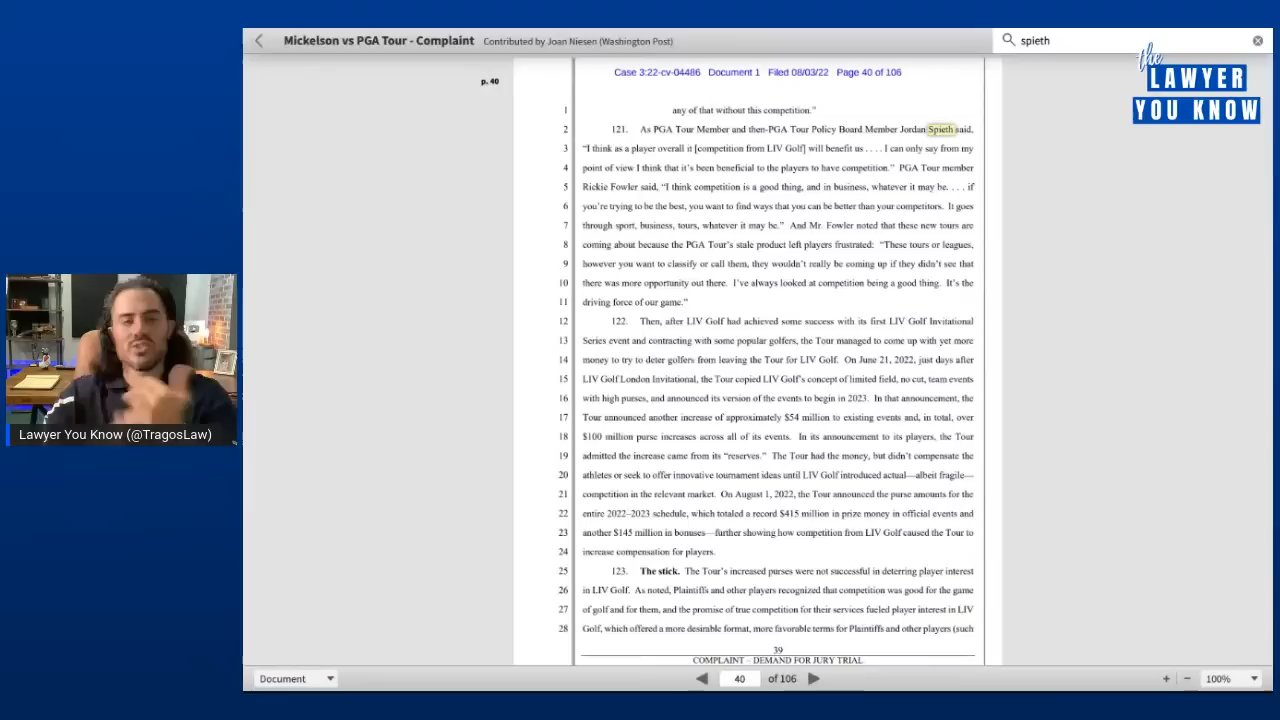 Mickelson vs PGA Tour - Complaint Contributed by Joan Niesen (Washington Post)
spieth
the
LAWYER
YOU KNOW
p. 40
Case 3:22-cv-04486 Document 1 Filed 08/03/22 Page 40 of 106
1 any of that without this competition."
2 121. As PGA Tour Member and then-PGA Tour Policy Board Member Jordan Spieth said,
3 "I think as a player overall it [competition from LIV Golf] will benefit us . . . . I can only say from my
4 point of view I think that it's been beneficial to the players to have competition." PGA Tour member
5 Rickie Fowler said, "I think competition is a good thing, and in business, whatever it may be. . . . if
6 you're trying to be the best, you want to find ways that you can be better than your competitors. It goes
7 through sport, business, tours, whatever it may be." And Mr. Fowler noted that these new tours are
8 coming about because the PGA Tour's stale product left players frustrated: "These tours or leagues,
9 however you want to classify or call them, they wouldn't really be coming up if they didn't see that
10 there was more opportunity out there. I've always looked at competition being a good thing. It's the
11 driving force of our game."
12 122. Then, after LIV Golf had achieved some success with its first LIV Golf Invitational
13 Series event and contracting with some popular golfers, the Tour managed to come up with yet more
14 money to try to deter golfers from leaving the Tour for LIV Golf. On June 21, 2022, just days after
15 LIV Golf London Invitational, the Tour copied LIV Golf's concept of limited field, no cut, team events
16 with high purses, and announced its version of the events to begin in 2023. In that announcement, the
17 Tour announced another increase of approximately $54 million to existing events and, in total, over
18 $100 million purse increases across all of its events. In its announcement to its players, the Tour
19 admitted the increase came from its "reserves." The Tour had the money, but didn't compensate the
20 athletes or seek to offer innovative tournament ideas until LIV Golf introduced actual—albeit fragile—
21 competition in the relevant market. On August 1, 2022, the Tour announced the purse amounts for the
22 entire 2022–2023 schedule, which totaled a record $415 million in prize money in official events and
23 another $145 million in bonuses—further showing how competition from LIV Golf caused the Tour to
24 increase compensation for players.
25 123. The stick. The Tour's increased purses were not successful in deterring player interest
26 in LIV Golf. As noted, Plaintiffs and other players recognized that competition was good for the game
27 of golf and for them, and the promise of true competition for their services fueled player interest in LIV
28 Golf, which offered a more desirable format, more favorable terms for Plaintiffs and other players (such
39
COMPLAINT – DEMAND FOR JURY TRIAL
Lawyer You Know (@TragosLaw)
Document 40 of 106 + − 100%